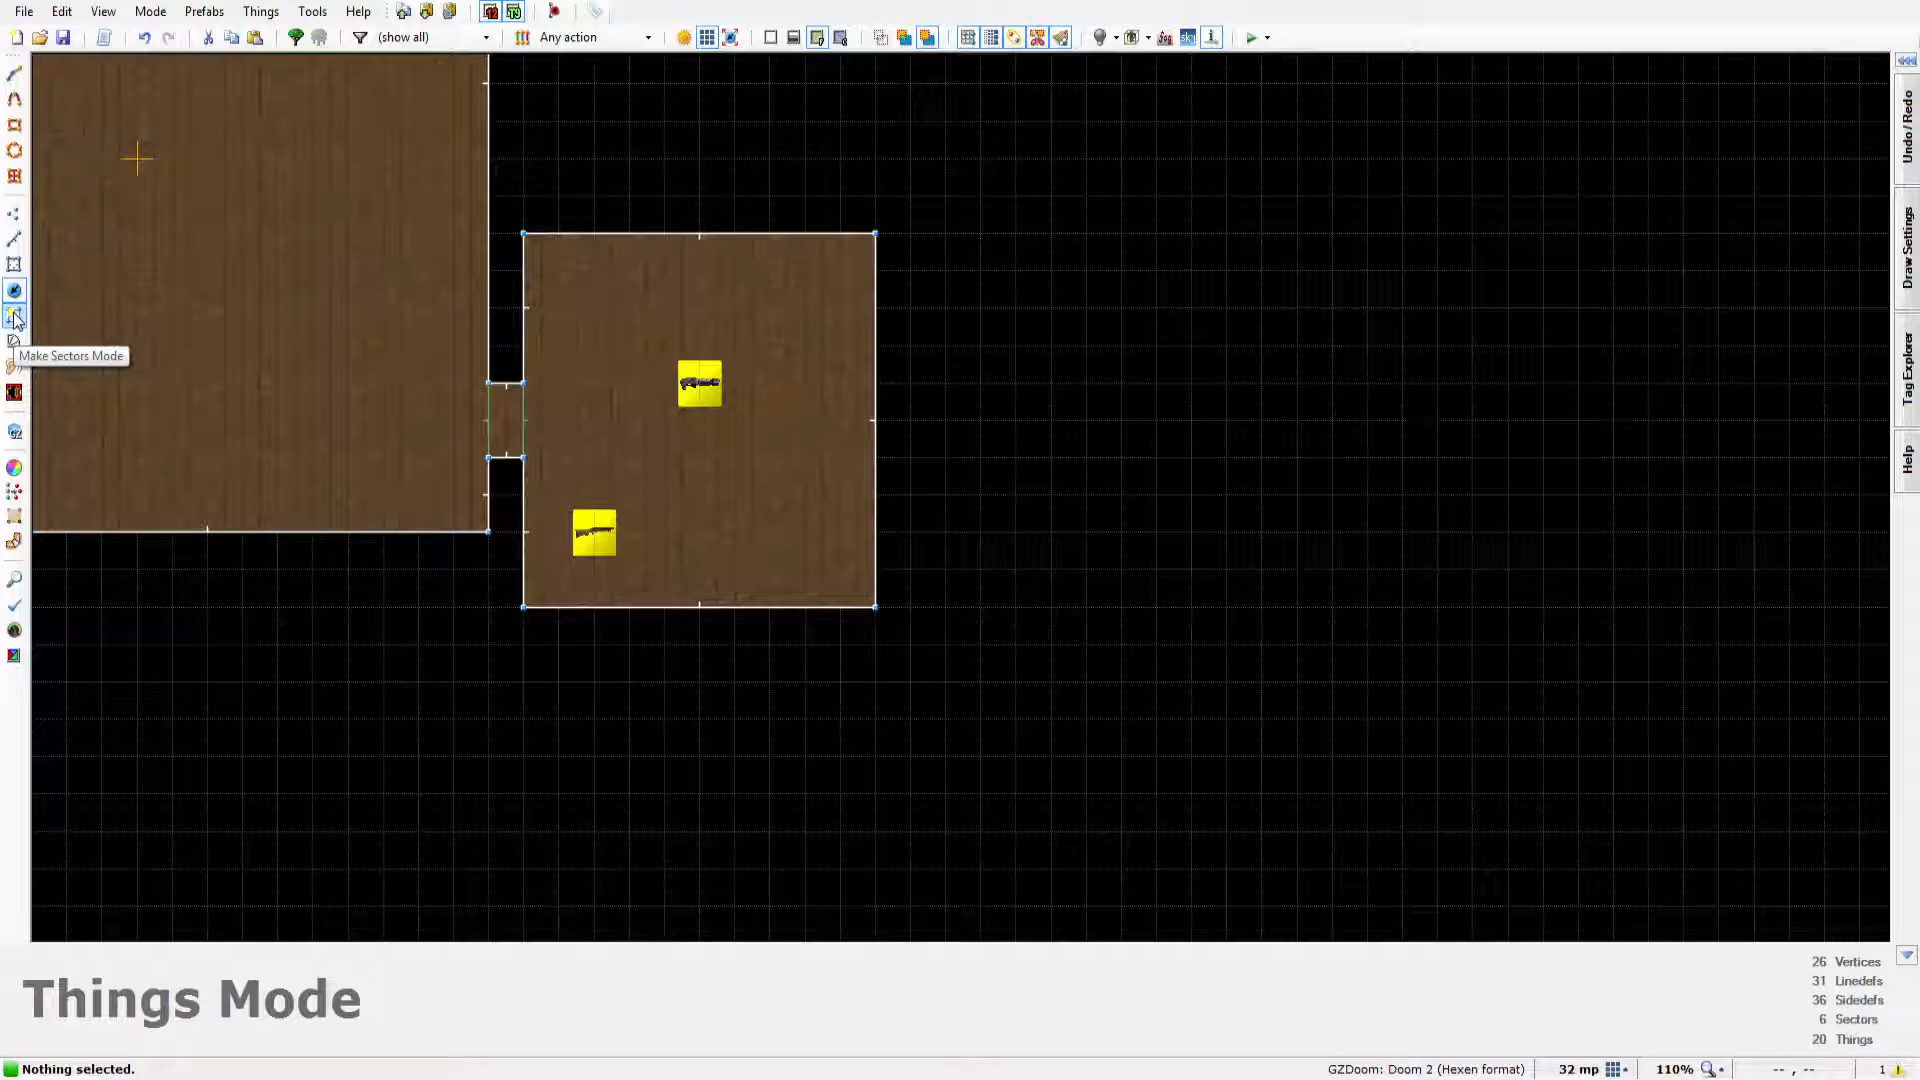 File Edit View Mode Prefabs Things Tools Help
(show all) Any action
Make Sectors Mode
Undo / Redo
Draw Settings
Tag Explorer
Help
Things Mode
26 Vertices
31 Linedefs
36 Sidedefs
6 Sectors
20 Things
Nothing selected. GZDoom: Doom 2 (Hexen format) 32 mp 110% -- , -- 1